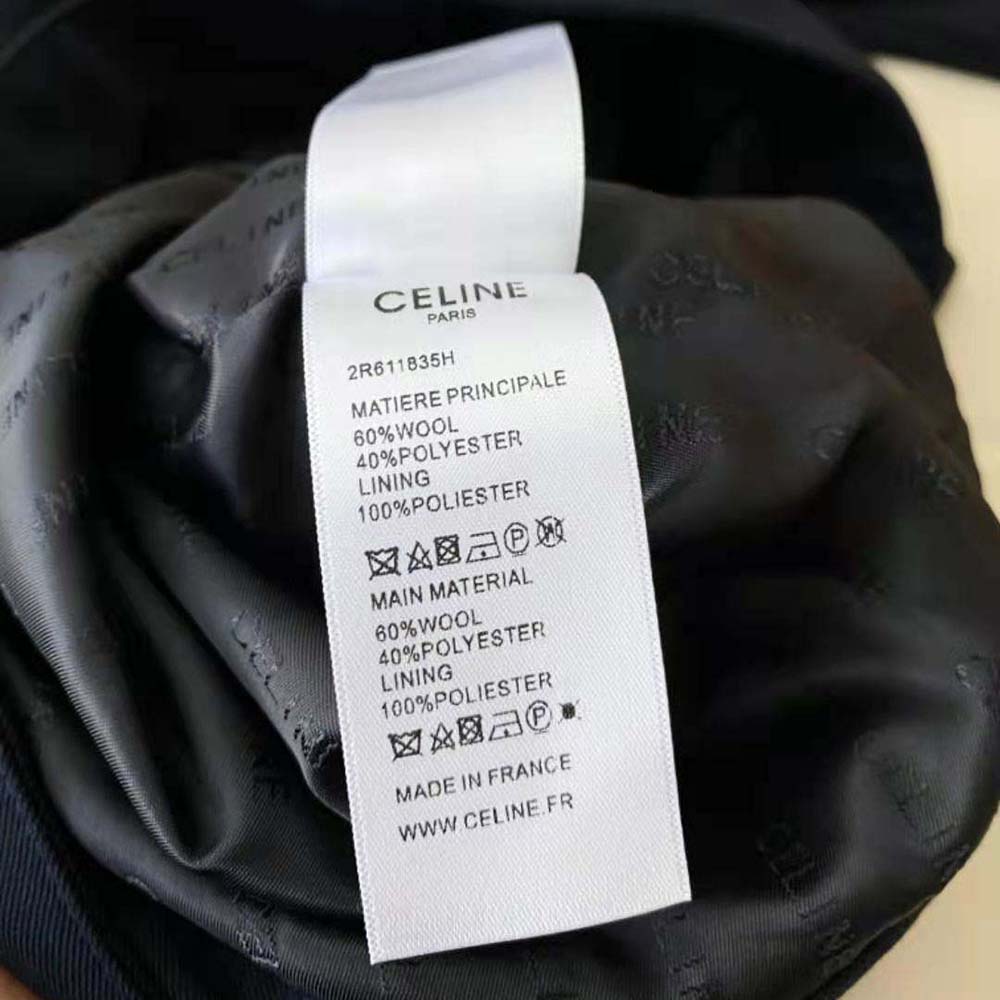 CELINE
PARIS
2R611835H
MATIERE PRINCIPALE
60%WOOL
40%POLYESTER
LINING
100%POLIESTER
P W
MAIN MATERIAL
60%WOOL
40%POLYESTER
LINING
100%POLIESTER
P
MADE IN FRANCE
WWW.CELINE.FR
CELINE